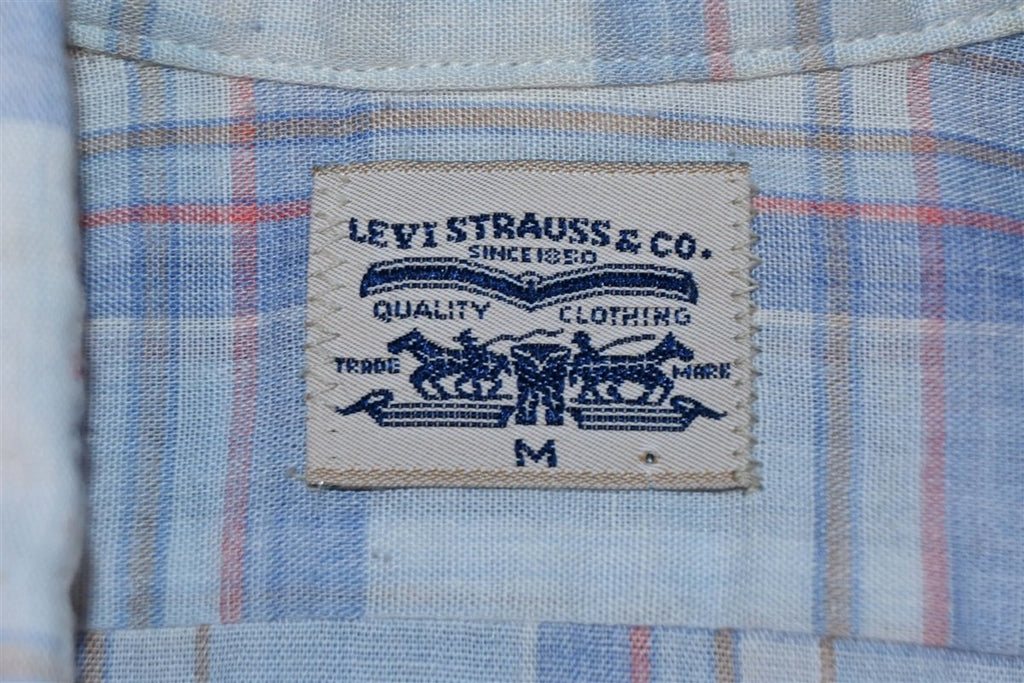 LEVI STRAUSS & CO.
SINCE 1850
QUALITY CLOTHING
TRADE MARK
M